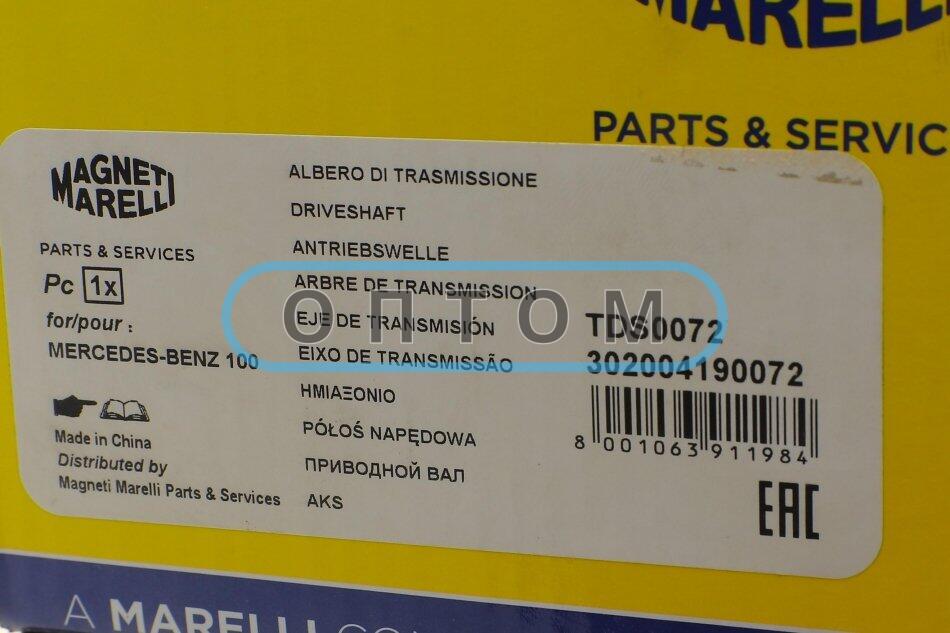 MARELLI
PARTS & SERVIC
MAGNETI
MARELLI
PARTS & SERVICES
Pc 1x
for/pour :
MERCEDES-BENZ 100
Made in China
Distributed by
Magneti Marelli Parts & Services
ALBERO DI TRASMISSIONE
DRIVESHAFT
ANTRIEBSWELLE
ARBRE DE TRANSMISSION
EJE DE TRANSMISIÓN
EIXO DE TRANSMISSÃO
ΗΜΙΑΞΟΝΙΟ
PÓŁOŚ NAPĘDOWA
ПРИВОДНОЙ ВАЛ
AKS
ОПТОМ
TDS0072
302004190072
8 001063 911984
EAC
A MARELLI